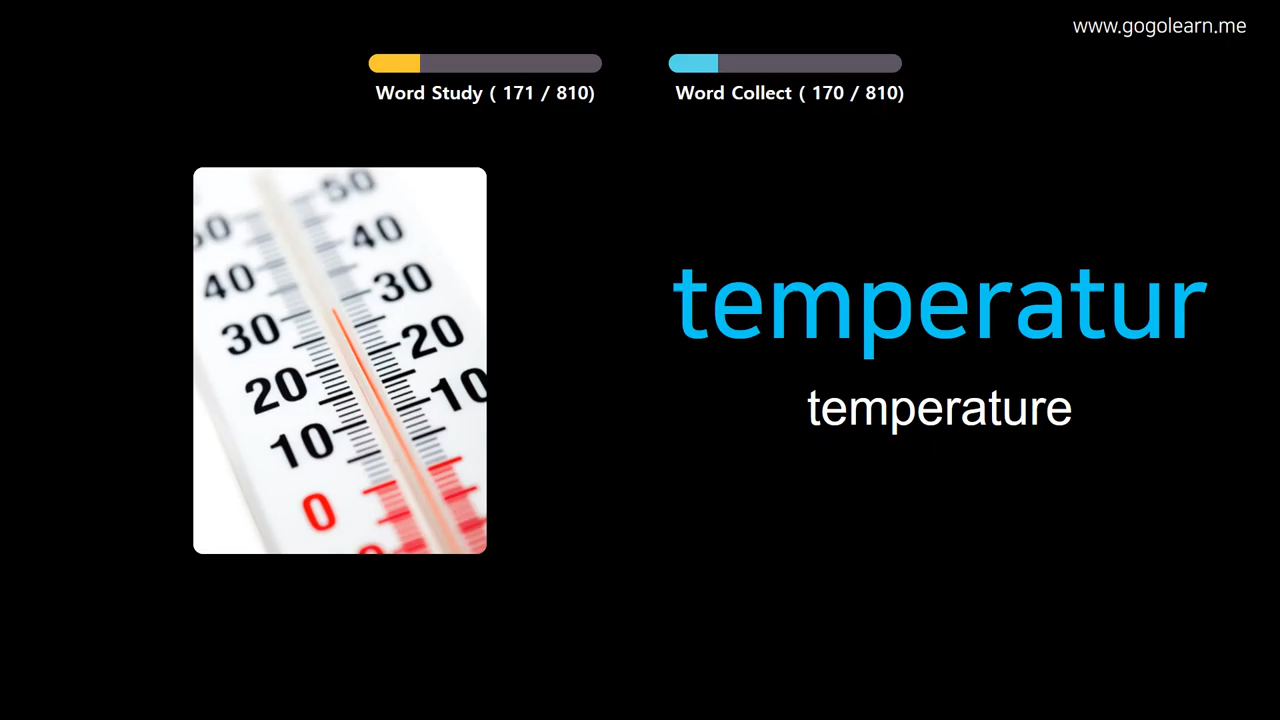 www.gogolearn.me
Word Study ( 171 / 810)
Word Collect ( 170 / 810)
50
40
40
30
30
20
20
10
10
0
temperatur
temperature